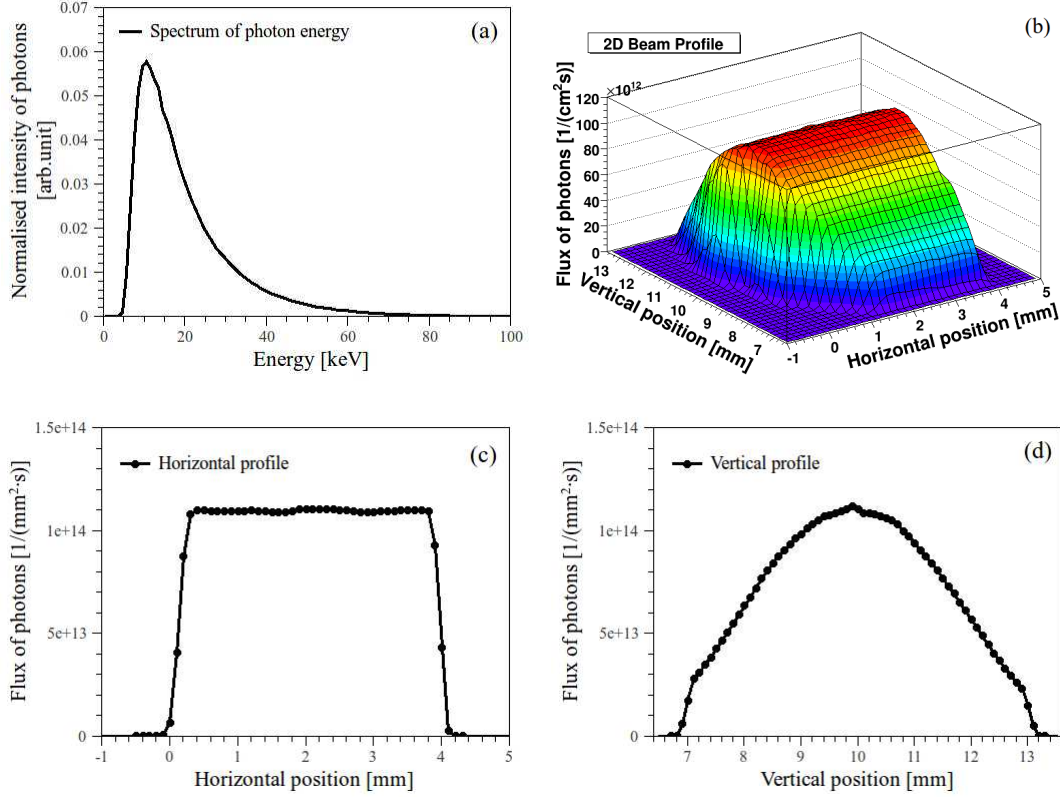 (a)
Spectrum of photon energy
Normalised intensity of photons
[arb.unit]
0.07
0.06
0.05
0.04
0.03
0.02
0.01
0
0 20 40 60 80 100
Energy [keV]
(b)
2D Beam Profile
×10¹²
Flux of photons [1/(cm²s)]
120
100
80
60
40
20
0
13 12 11 10 9 8 7
Vertical position [mm]
-1 0 1 2 3 4 5
Horizontal position [mm]
(c)
Horizontal profile
Flux of photons [1/(mm²·s)]
1.5e+14
1e+14
5e+13
0
-1 0 1 2 3 4 5
Horizontal position [mm]
(d)
Vertical profile
Flux of photons [1/(mm²·s)]
1.5e+14
1e+14
5e+13
0
7 8 9 10 11 12 13
Vertical position [mm]